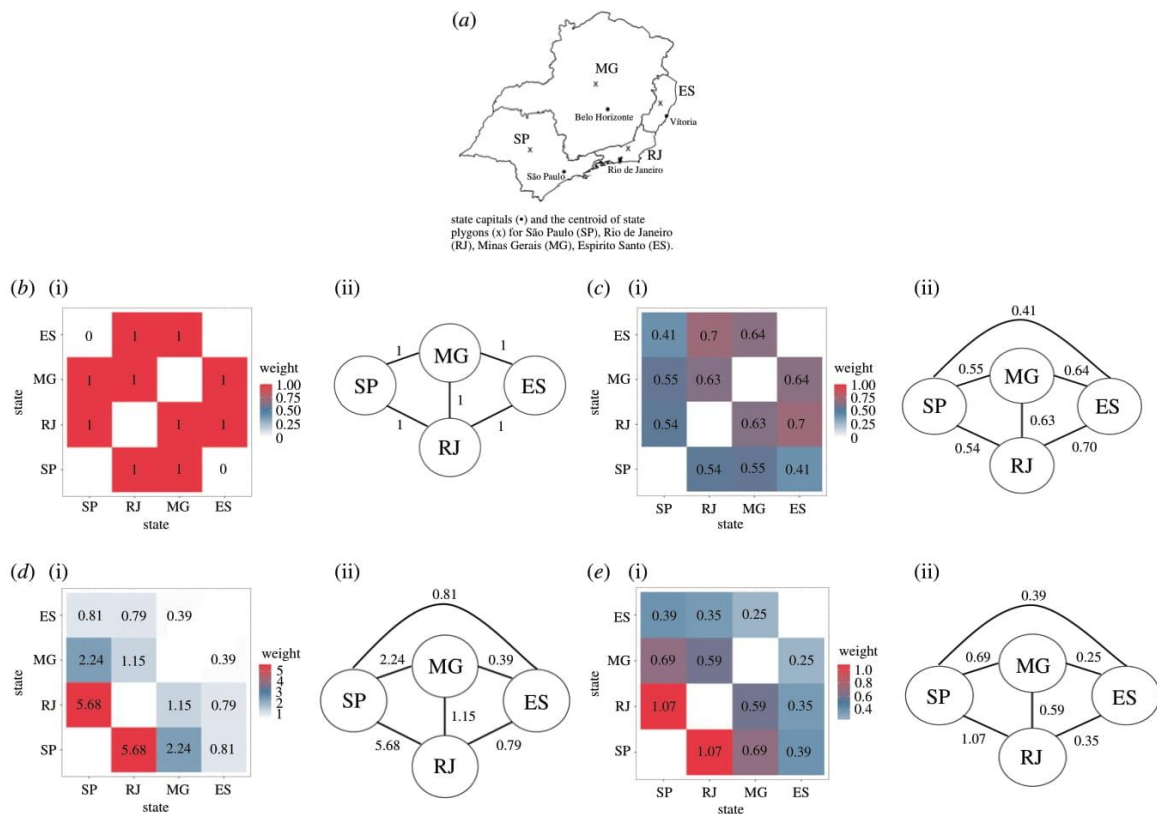 (a)
MG
ES
Belo Horizonte
Vítoria
SP
RJ
São Paulo
Rio de Janeiro
state capitals (•) and the centroid of state
plygons (x) for São Paulo (SP), Rio de Janeiro
(RJ), Minas Gerais (MG), Espirito Santo (ES).
(b) (i)
ES 0 1 1
MG 1 1 1
RJ 1 1 1
SP 1 1 0
SP RJ MG ES
state
state
weight
1.00
0.75
0.50
0.25
0
(ii)
1 MG 1
SP ES
1
1 RJ 1
(c) (i)
ES 0.41 0.7 0.64
MG 0.55 0.63 0.64
RJ 0.54 0.63 0.7
SP 0.54 0.55 0.41
SP RJ MG ES
state
state
weight
1.00
0.75
0.50
0.25
0
(ii)
0.41
0.55 MG 0.64
SP ES
0.63
0.54 RJ 0.70
(d) (i)
ES 0.81 0.79 0.39
MG 2.24 1.15 0.39
RJ 5.68 1.15 0.79
SP 5.68 2.24 0.81
SP RJ MG ES
state
state
weight
5
4
3
2
1
(ii)
0.81
2.24 MG 0.39
SP ES
1.15
5.68 RJ 0.79
(e) (i)
ES 0.39 0.35 0.25
MG 0.69 0.59 0.25
RJ 1.07 0.59 0.35
SP 1.07 0.69 0.39
SP RJ MG ES
state
state
weight
1.0
0.8
0.6
0.4
(ii)
0.39
0.69 MG 0.25
SP ES
0.59
1.07 RJ 0.35